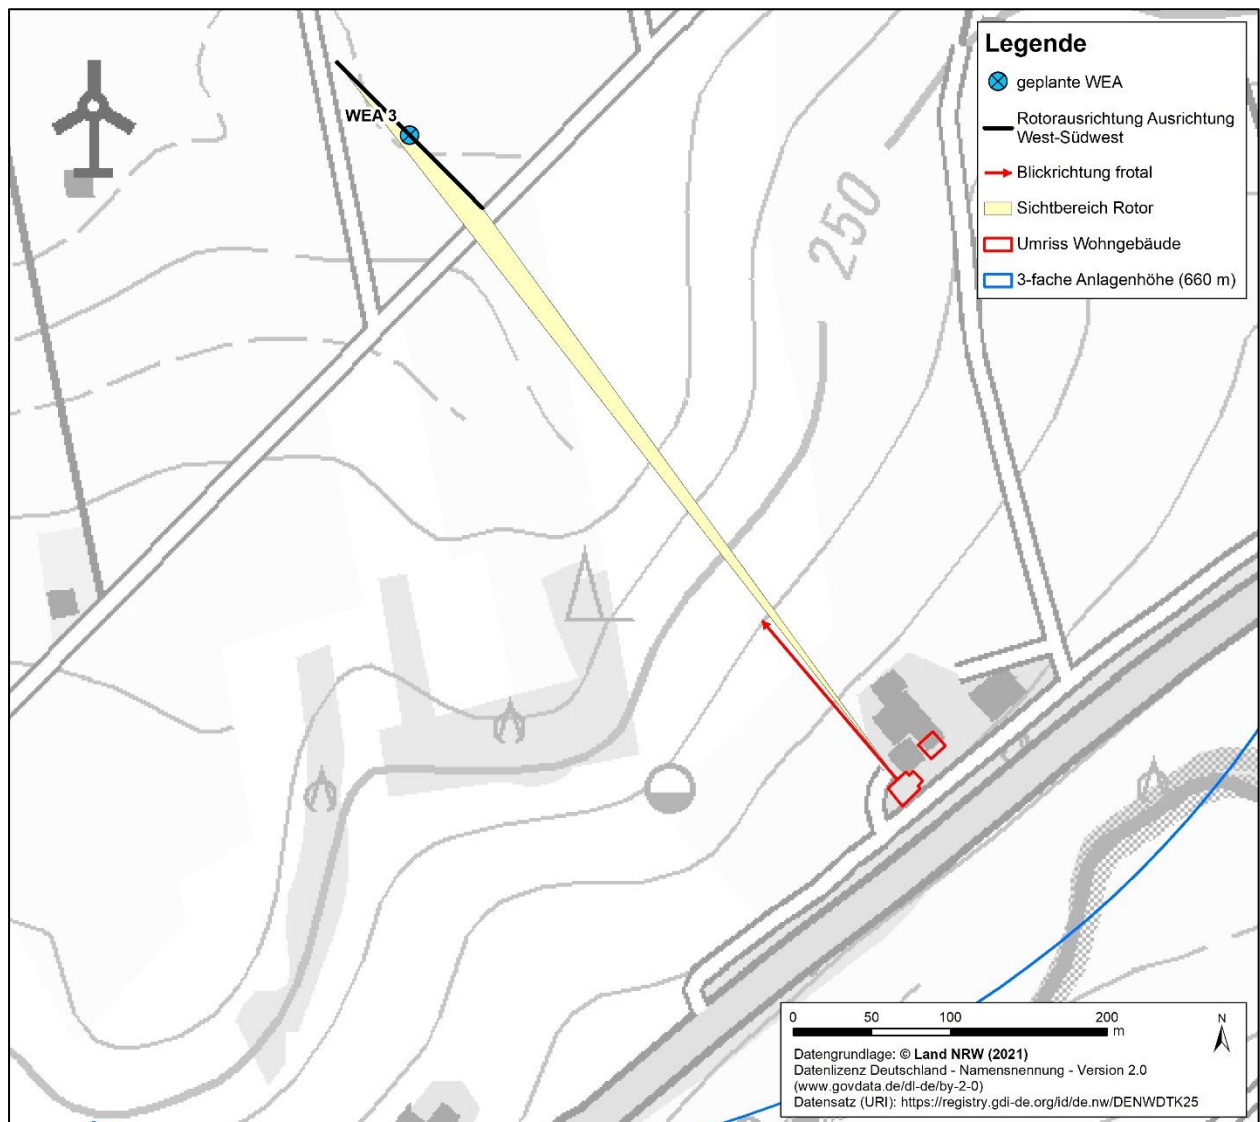 Legende
geplante WEA
Rotorausrichtung Ausrichtung
West-Südwest
Blickrichtung frotal
Sichtbereich Rotor
Umriss Wohngebäude
3-fache Anlagenhöhe (660 m)
WEA 3
250
0 50 100 200
m
N
Datengrundlage: © Land NRW (2021)
Datenlizenz Deutschland - Namensnennung - Version 2.0
(www.govdata.de/dl-de/by-2-0)
Datensatz (URI): https://registry.gdi-de.org/id/de.nw/DENWDTK25